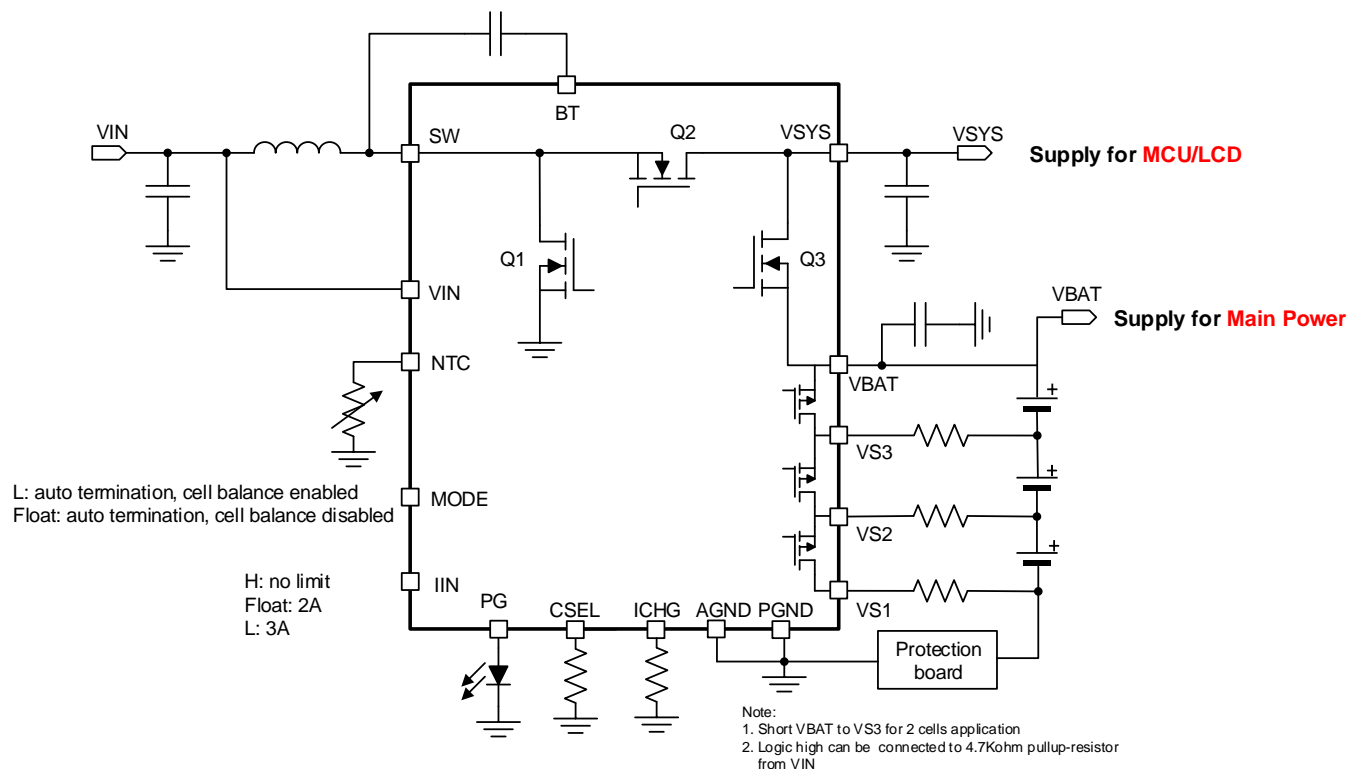 BT
VIN
SW
Q2
VSYS
VSYS
Supply for MCU/LCD
Q1
Q3
VIN
VBAT
Supply for Main Power
NTC
VBAT
+
VS3
L: auto termination, cell balance enabled
Float: auto termination, cell balance disabled
MODE
+
VS2
+
H: no limit
Float: 2A
L: 3A
IIN
PG
CSEL
ICHG
AGND
PGND
VS1
Protection
board
Note:
1. Short VBAT to VS3 for 2 cells application
2. Logic high can be connected to 4.7Kohm pullup-resistor
from VIN